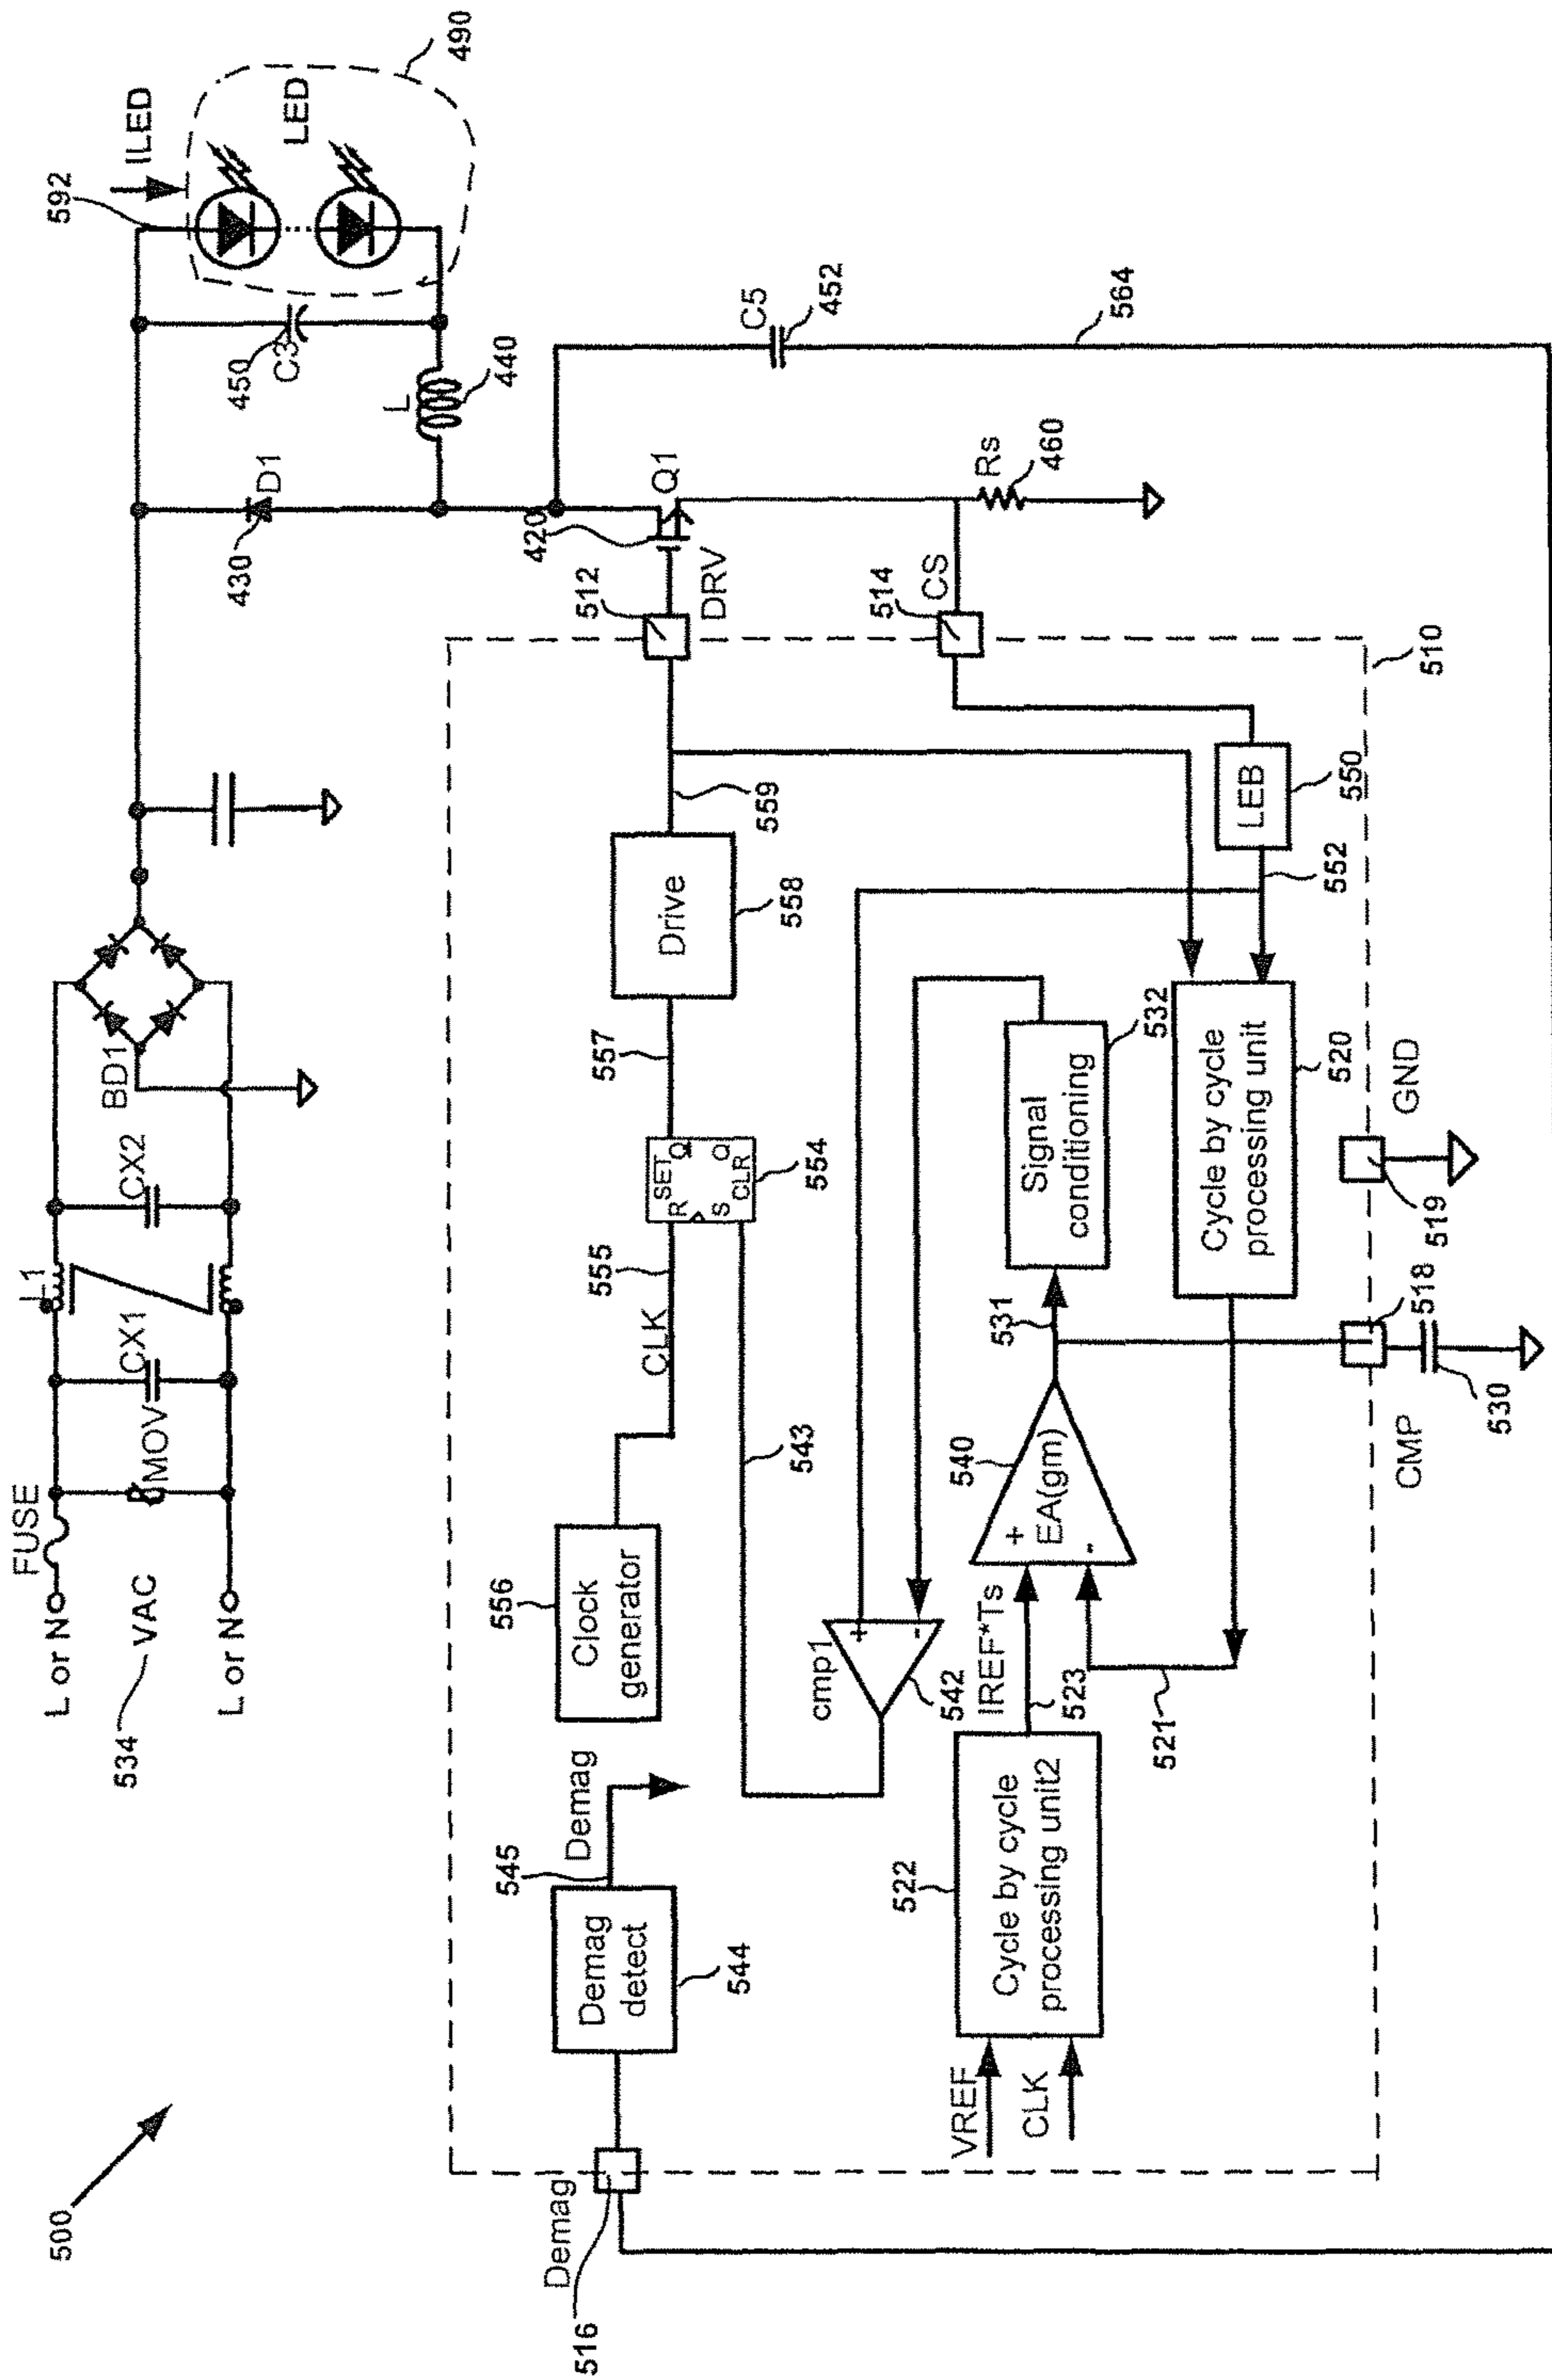 500
534
VAC
L or N
L or N
FUSE
MOV
CX1
L1
CX2
BD1
430
D1
450
C3
L
440
592
ILED
LED
490
C5
452
564
420
Q1
512
DRV
Rs
460
CS
514
510
516
Demag
Demag
detect
544
545
Demag
556
Clock
generator
CLK
555
543
SET
R
Q
S
Q
CLR
554
557
Drive
558
559
cmp1
+
-
542
VREF
CLK
522
Cycle by cycle
processing unit2
IREF*Ts
523
521
540
+
EA(gm)
-
531
Signal
conditioning
532
Cycle by cycle
processing unit
520
LEB
550
552
CMP
518
530
519
GND